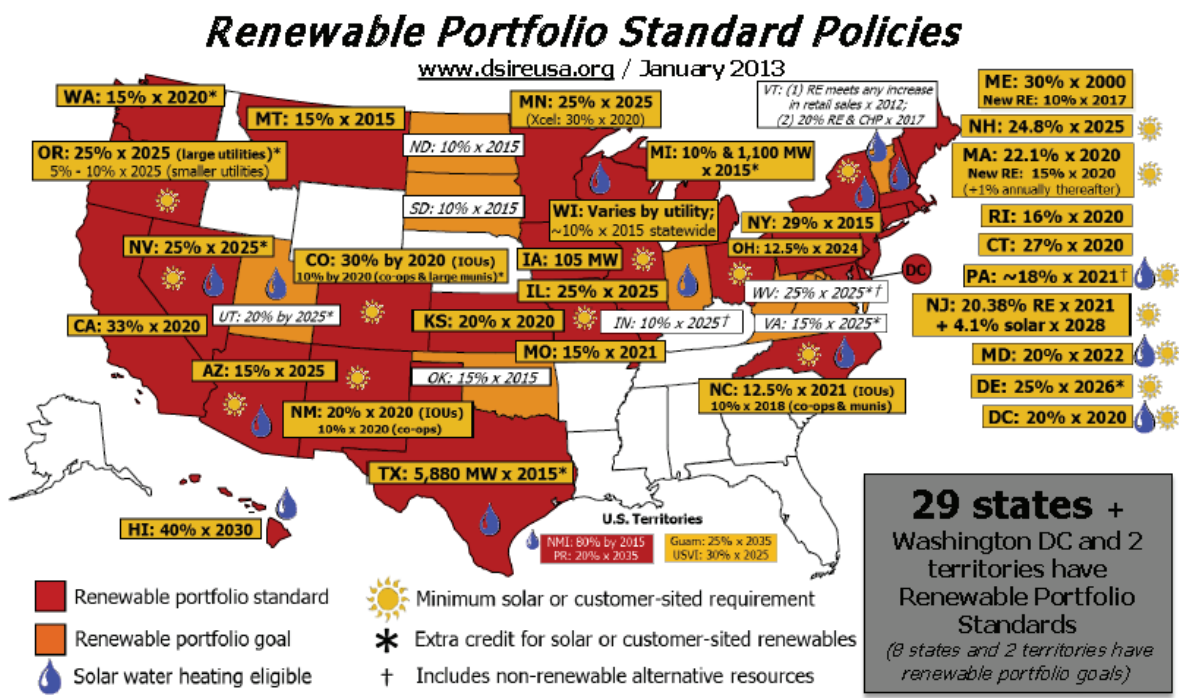 Renewable Portfolio Standard Policies
www.dsireusa.org / January 2013
WA: 15% x 2020*
MT: 15% x 2015
MN: 25% x 2025
(Xcel: 30% x 2020)
VT: (1) RE meets any increase
in retail sales x 2012;
(2) 20% RE & CHP x 2017
ME: 30% x 2000
New RE: 10% x 2017
NH: 24.8% x 2025
OR: 25% x 2025 (large utilities)*
5% - 10% x 2025 (smaller utilities)
ND: 10% x 2015
MI: 10% & 1,100 MW
x 2015*
MA: 22.1% x 2020
New RE: 15% x 2020
(+1% annually thereafter)
SD: 10% x 2015
WI: Varies by utility;
~10% x 2015 statewide
NY: 29% x 2015
RI: 16% x 2020
NV: 25% x 2025*
CO: 30% by 2020 (IOUs)
10% by 2020 (co-ops & large munis)*
IA: 105 MW
OH: 12.5% x 2024
CT: 27% x 2020
DC
PA: ~18% x 2021†
IL: 25% x 2025
WV: 25% x 2025*†
UT: 20% by 2025*
KS: 20% x 2020
IN: 10% x 2025†
VA: 15% x 2025*
NJ: 20.38% RE x 2021
+ 4.1% solar x 2028
CA: 33% x 2020
MO: 15% x 2021
MD: 20% x 2022
AZ: 15% x 2025
OK: 15% x 2015
NC: 12.5% x 2021 (IOUs)
10% x 2018 (co-ops & munis)
DE: 25% x 2026*
NM: 20% x 2020 (IOUs)
10% x 2020 (co-ops)
DC: 20% x 2020
TX: 5,880 MW x 2015*
HI: 40% x 2030
U.S. Territories
NMI: 80% by 2015
PR: 20% x 2035
Guam: 25% x 2035
USVI: 30% x 2025
29 states +
Washington DC and 2
territories have
Renewable Portfolio
Standards
(8 states and 2 territories have
renewable portfolio goals)
Renewable portfolio standard
Minimum solar or customer-sited requirement
Renewable portfolio goal
* Extra credit for solar or customer-sited renewables
Solar water heating eligible
† Includes non-renewable alternative resources